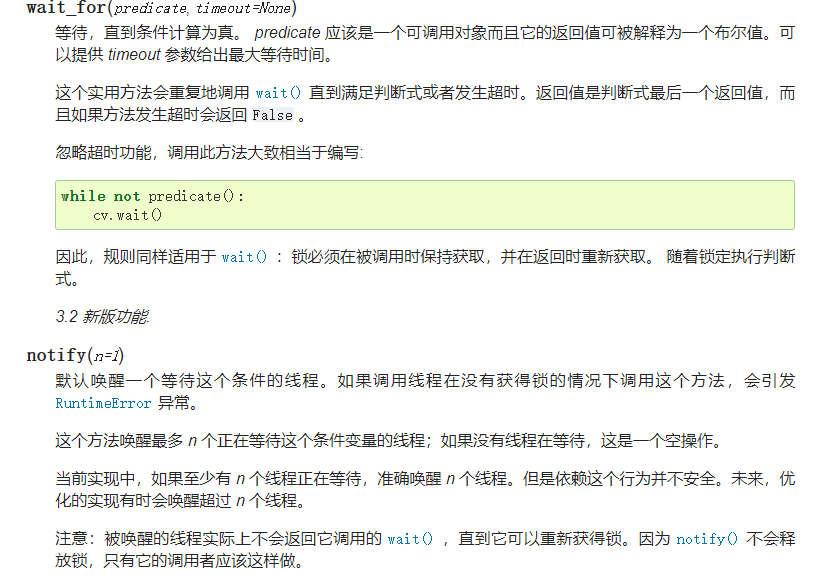 wait_for(predicate, timeout=None)
等待，直到条件计算为真。 predicate 应该是一个可调用对象而且它的返回值可被解释为一个布尔值。可
以提供 timeout 参数给出最大等待时间。
这个实用方法会重复地调用 wait() 直到满足判断式或者发生超时。返回值是判断式最后一个返回值，而
且如果方法发生超时会返回 False 。
忽略超时功能，调用此方法大致相当于编写:
while not predicate():
    cv.wait()
因此，规则同样适用于 wait() ：锁必须在被调用时保持获取，并在返回时重新获取。 随着锁定执行判断
式。
3.2 新版功能.
notify(n=1)
默认唤醒一个等待这个条件的线程。如果调用线程在没有获得锁的情况下调用这个方法，会引发
RuntimeError 异常。
这个方法唤醒最多 n 个正在等待这个条件变量的线程；如果没有线程在等待，这是一个空操作。
当前实现中，如果至少有 n 个线程正在等待，准确唤醒 n 个线程。但是依赖这个行为并不安全。未来，优
化的实现有时会唤醒超过 n 个线程。
注意：被唤醒的线程实际上不会返回它调用的 wait() ，直到它可以重新获得锁。因为 notify() 不会释
放锁，只有它的调用者应该这样做。